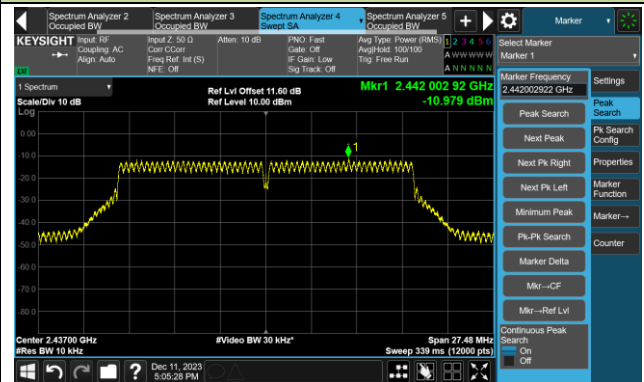 Spectrum Analyzer 2
Occupied BW
Spectrum Analyzer 3
Occupied BW
Spectrum Analyzer 4
Swept SA
Spectrum Analyzer 5
Occupied BW
+
Marker
KEYSIGHT
Input: RF
Coupling: AC
Align: Auto
Input Z: 50 Ω
Corr CCorr
Freq Ref: Int (S)
NFE: Off
Atten: 10 dB
PNO: Fast
Gate: Off
IF Gain: Low
Sig Track: Off
Avg Type: Power (RMS)
Avg|Hold: 100/100
Trig: Free Run
1 2 3 4 5 6
A W W W W W
A N N N N N
LXI
Select Marker
Marker 1
1 Spectrum
Scale/Div 10 dB
Log
Ref Lvl Offset 11.60 dB
Ref Level 10.00 dBm
Mkr1 2.442 002 92 GHz
-10.979 dBm
0.00
-10.0
-20.0
-30.0
-40.0
-50.0
-60.0
-70.0
-80.0
1
Center 2.43700 GHz
#Res BW 10 kHz
#Video BW 30 kHz*
Span 27.48 MHz
Sweep 339 ms (12000 pts)
Marker Frequency
2.442002922 GHz
Peak Search
Next Peak
Next Pk Right
Next Pk Left
Minimum Peak
Pk-Pk Search
Marker Delta
Mkr→CF
Mkr→Ref Lvl
Continuous Peak
Search
On
Off
Settings
Peak
Search
Pk Search
Config
Properties
Marker
Function
Marker→
Counter
?
Dec 11, 2023
5:05:28 PM